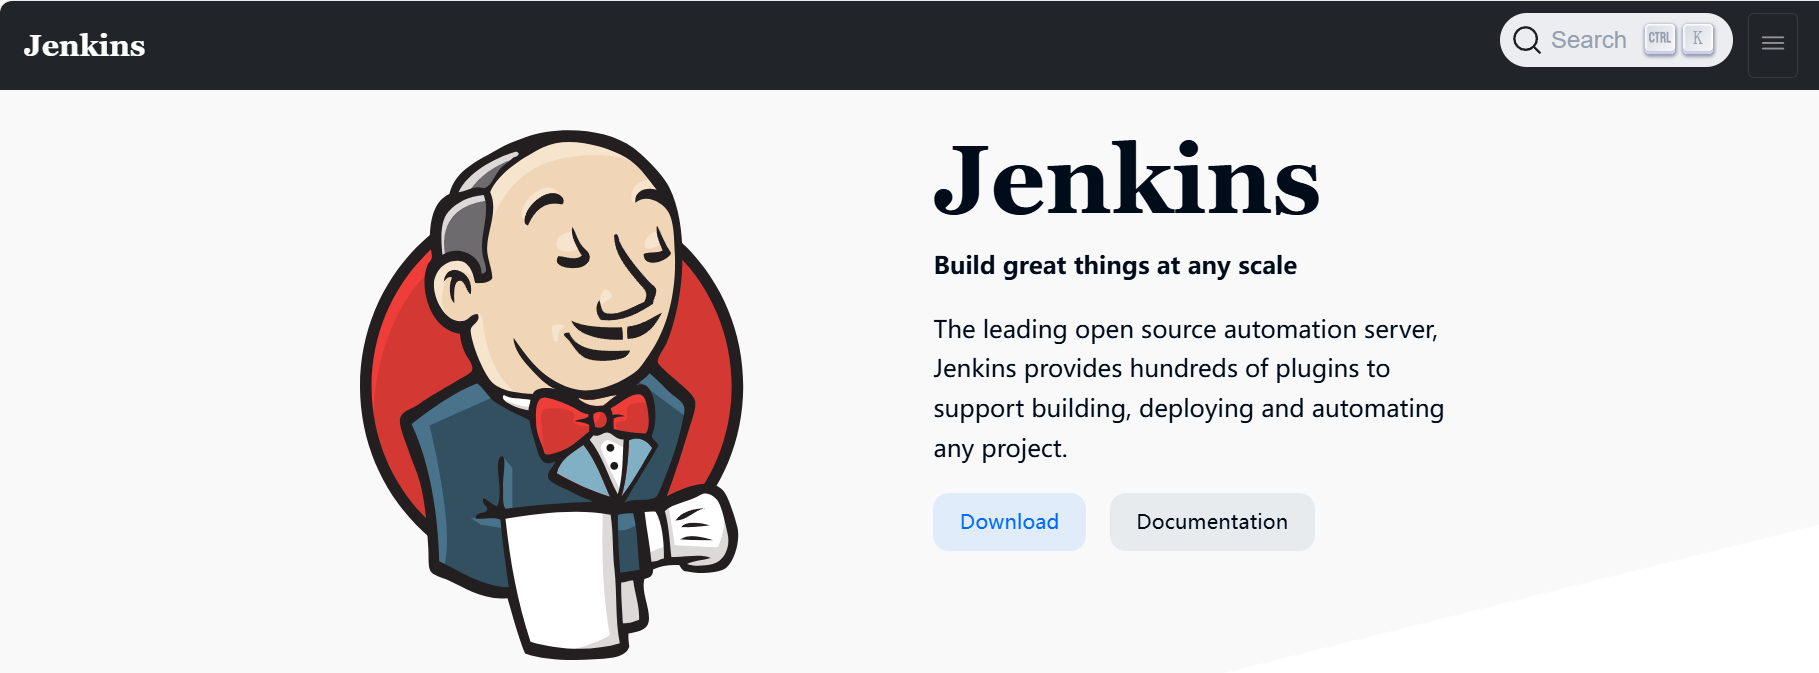 Jenkins
Search CTRL K
Jenkins
Build great things at any scale
The leading open source automation server,
Jenkins provides hundreds of plugins to
support building, deploying and automating
any project.
Download Documentation